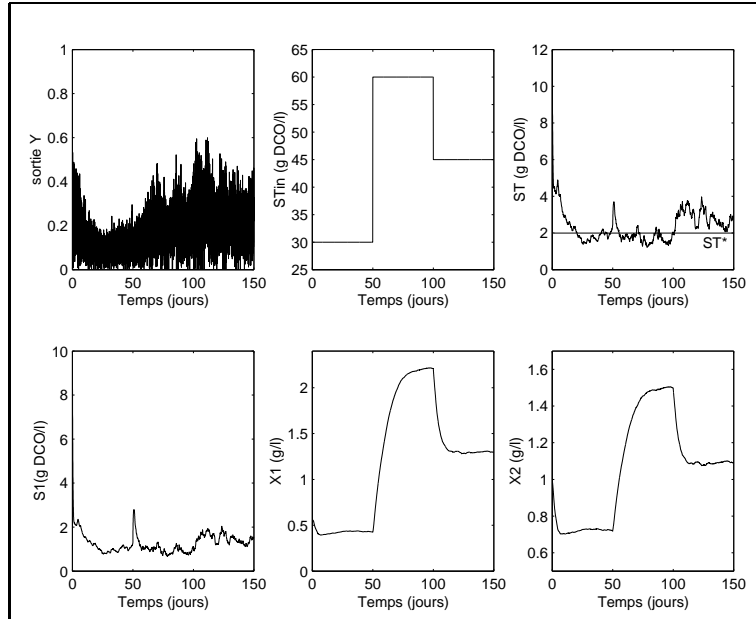 1
0.8
0.6
0.4
0.2
0
sortie Y
0 50 100 150
Temps (jours)
65
60
55
50
45
40
35
30
25
STin (g DCO/l)
0 50 100 150
Temps (jours)
12
10
8
6
4
2
0
ST (g DCO/l)
ST*
0 50 100 150
Temps (jours)
10
8
6
4
2
0
S1(g DCO/l)
0 50 100 150
Temps (jours)
2
1.5
1
0.5
0
X1 (g/l)
0 50 100 150
Temps (jours)
1.6
1.4
1.2
1
0.8
0.6
X2 (g/l)
0 50 100 150
Temps (jours)